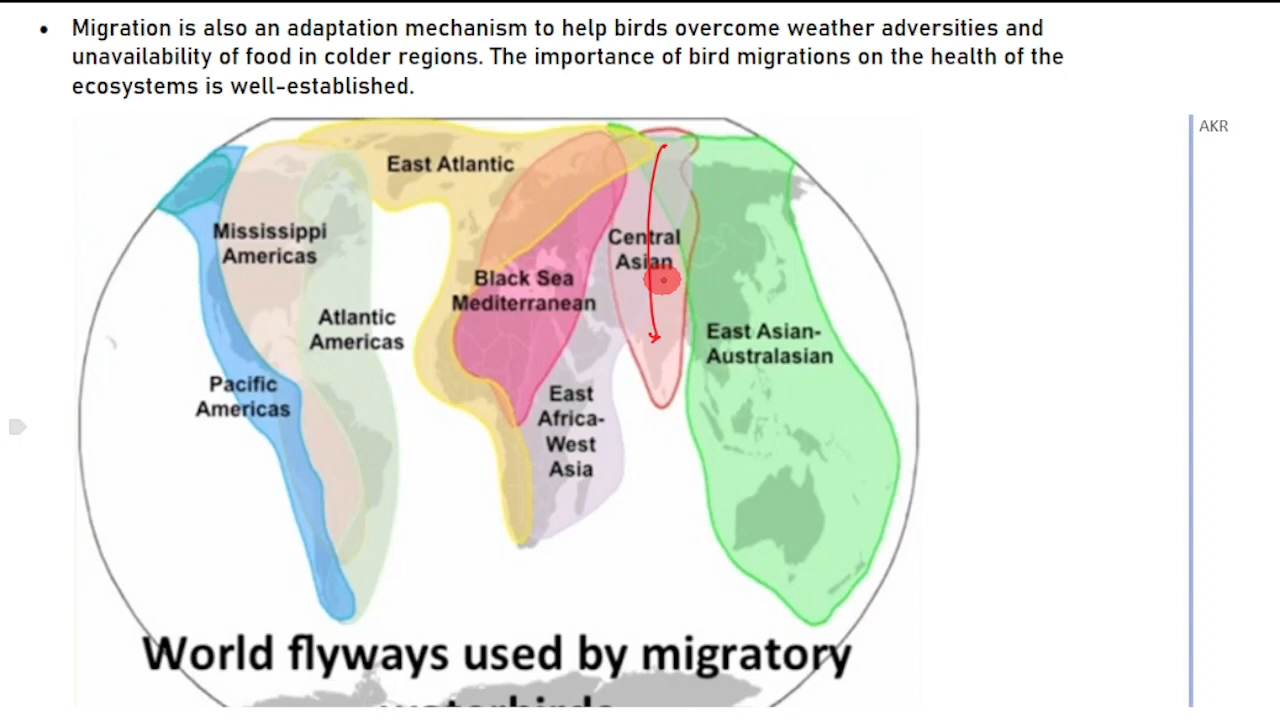 • Migration is also an adaptation mechanism to help birds overcome weather adversities and
unavailability of food in colder regions. The importance of bird migrations on the health of the
ecosystems is well-established.
AKR
East Atlantic
Mississippi
Americas
Central
Asian
Black Sea
Mediterranean
Atlantic
Americas
East Asian-
Australasian
Pacific
Americas
East
Africa-
West
Asia
World flyways used by migratory